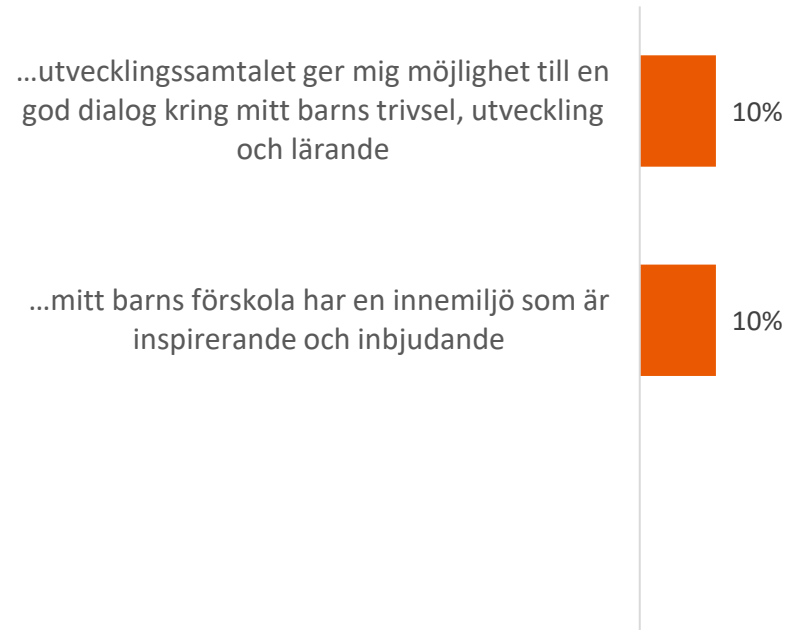 ...utvecklingssamtalet ger mig möjlighet till en
god dialog kring mitt barns trivsel, utveckling
och lärande
10%
...mitt barns förskola har en innemiljö som är
inspirerande och inbjudande
10%